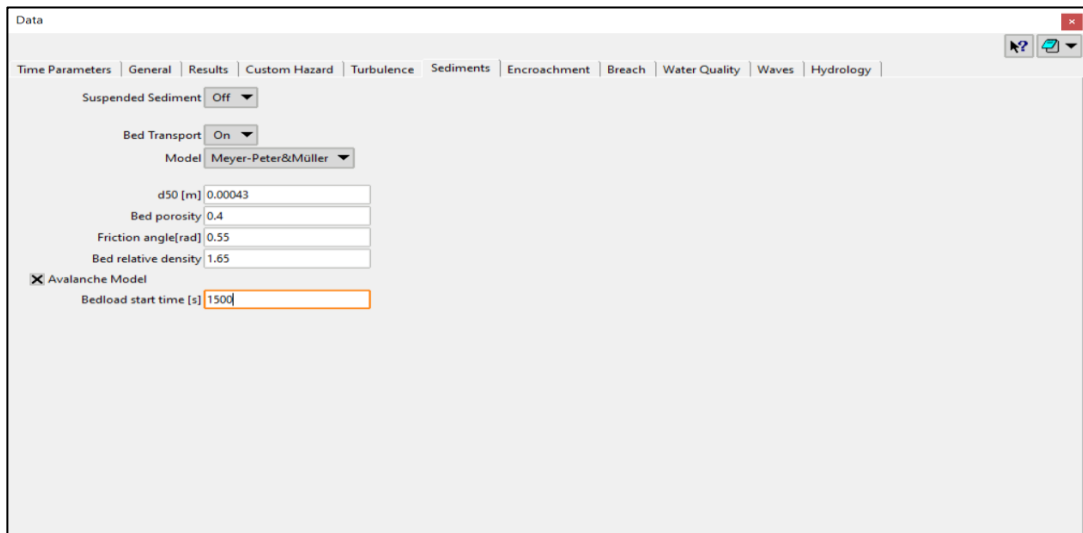 Data
Time Parameters General Results Custom Hazard Turbulence Sediments Encroachment Breach Water Quality Waves Hydrology
Suspended Sediment Off
Bed Transport On
Model Meyer-Peter&Müller
d50 [m] 0.00043
Bed porosity 0.4
Friction angle[rad] 0.55
Bed relative density 1.65
Avalanche Model
Bedload start time [s] 1500